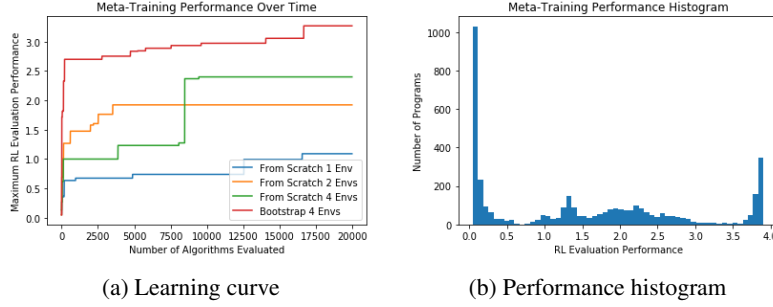 Meta-Training Performance Over Time
Maximum RL Evaluation Performance
3.0
2.5
2.0
1.5
1.0
0.5
0.0
From Scratch 1 Env
From Scratch 2 Envs
From Scratch 4 Envs
Bootstrap 4 Envs
0 2500 5000 7500 10000 12500 15000 17500 20000
Number of Algorithms Evaluated
(a) Learning curve
Meta-Training Performance Histogram
Number of Programs
1000
800
600
400
200
0
0.0 0.5 1.0 1.5 2.0 2.5 3.0 3.5 4.0
RL Evaluation Performance
(b) Performance histogram